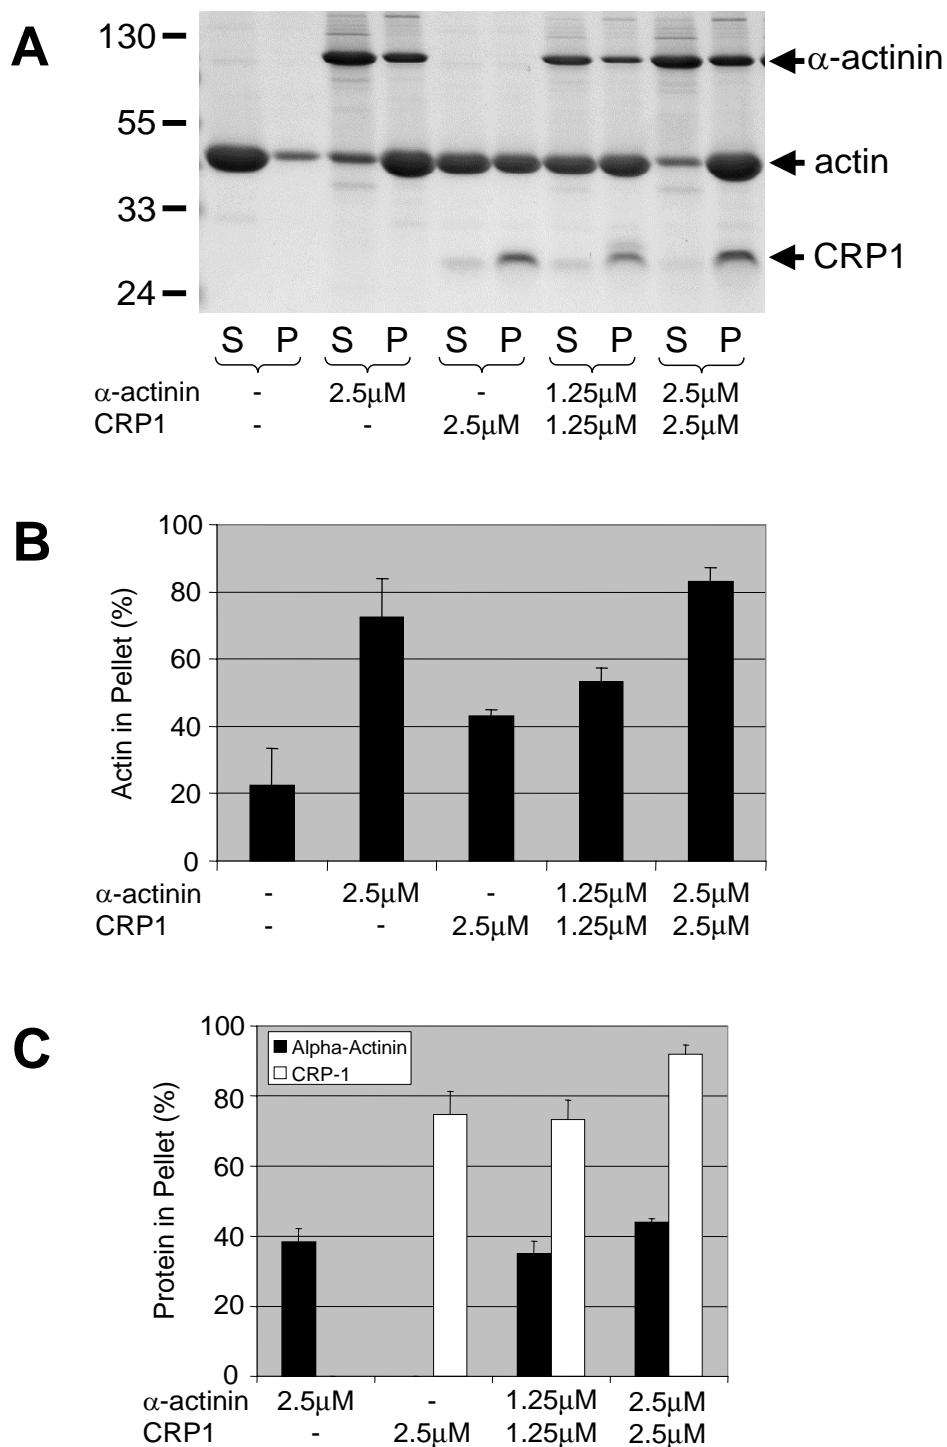 A
130
55
33
24
α-actinin
actin
CRP1
S P S P S P S P S P
α-actinin - 2.5μM - 1.25μM 2.5μM
CRP1 - - 2.5μM 1.25μM 2.5μM
B
Actin in Pellet (%)
100
80
60
40
20
0
α-actinin - 2.5μM - 1.25μM 2.5μM
CRP1 - - 2.5μM 1.25μM 2.5μM
C
Protein in Pellet (%)
100
80
60
40
20
0
Alpha-Actinin
CRP-1
α-actinin 2.5μM - 1.25μM 2.5μM
CRP1 - 2.5μM 1.25μM 2.5μM